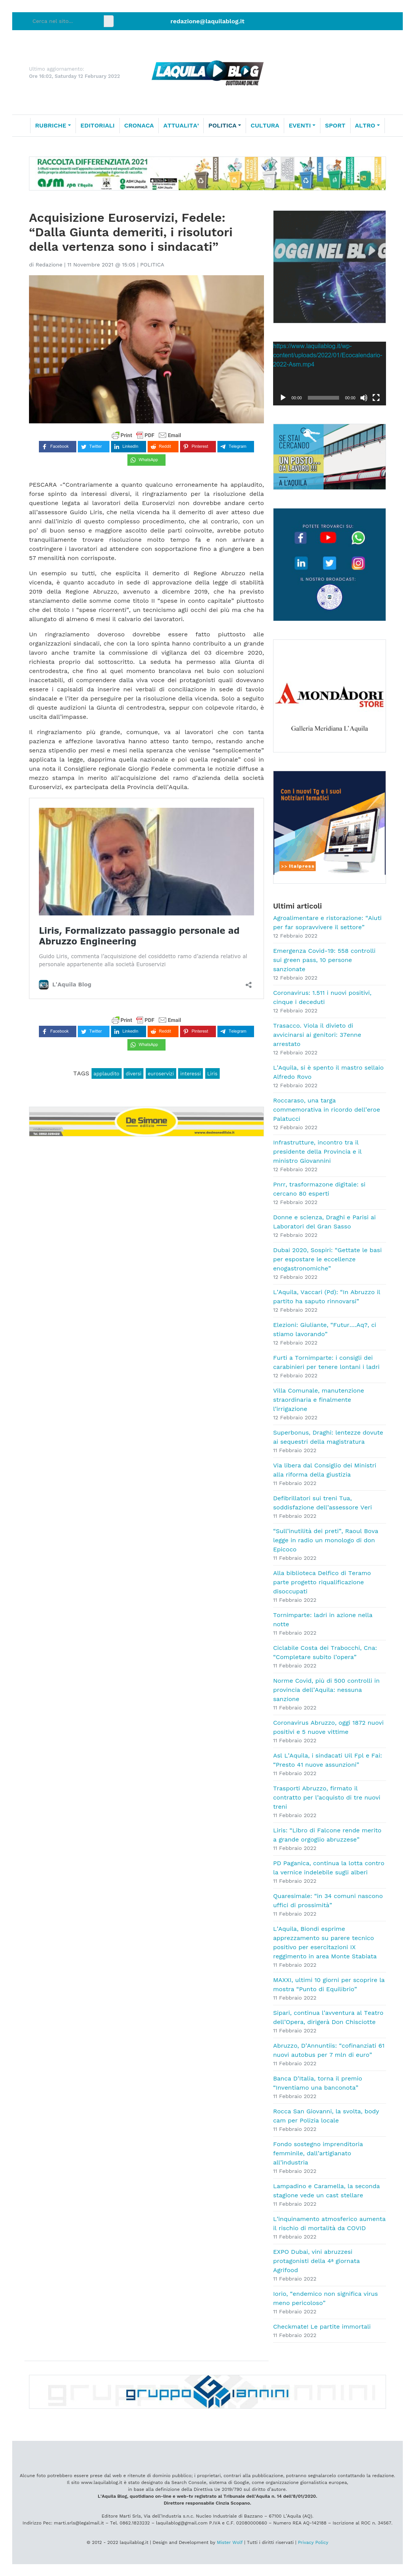 Cerca nel sito..
redazione@laquilablog.it
Ultimo aggiornamento:
Ore 16:02, Saturday 12 February 2022
L'AQUILA BLOG
QUOTIDIANO ONLINE
RUBRICHE
EDITORIALI
CRONACA
ATTUALITA'
POLITICA
CULTURA
EVENTI
SPORT
ALTRO
RACCOLTA DIFFERENZIATA 2021
asm
Acquisizione Euroservizi, Fedele:
“Dalla Giunta demeriti, i risolutori
della vertenza sono i sindacati”
di Redazione | 11 Novembre 2021 @ 15:05 | POLITICA
Print PDF Email
Facebook
Twitter
LinkedIn
Reddit
Pinterest
Telegram
WhatsApp
PESCARA -“Contrariamente a quanto qualcuno recentemente ha applaudito,
forse spinto da interessi diversi, il ringraziamento per la risoluzione della
questione legata ai lavoratori della Euroservizi non deve certo andare
all’assessore Guido Liris, che nella vicenda ha il demerito di essere stato per
anni dall’inizio di questo complesso procedimento, che, ad onor del vero, con
un po’ di buon senso e maggiore ascolto delle parti coinvolte, avrebbe potuto
tranquillamente trovare risoluzione molto tempo fa e non arrivare a
costringere i lavoratori ad attendere un’eternità e persino fino a giungere a ben
57 mensilità non corrisposte.
Un esempio su tutti, che esplicita il demerito di Regione Abruzzo nella
vicenda, è quanto accaduto in sede di approvazione della legge di stabilità
2019 della Regione Abruzzo, avvenuto a dicembre 2019, che ha previsto
stanziamento delle somme come titolo II “spese in conto capitale” piuttosto
che del titolo I “spese ricorrenti”, che fanno agli occhi dei più ma che hanno
allungato di almeno 6 mesi il calvario dei lavoratori.
Un ringraziamento doveroso dovrebbe essere fatto piuttosto alle
organizzazioni sindacali, che con la loro spinta hanno contribuito a un grande
lavoro anche tramite la commissione di vigilanza del 03 dicembre 2020,
richiesta proprio dal sottoscritto. La seduta ha permesso alla Giunta di
centrodestra, che fino al quel momento brancolava nel buio con soluzioni
inaccettabili, di comprendere dalla viva voce dei protagonisti quali dovevano
essere i capisaldi da inserire nei verbali di conciliazione in sede di tavolo
sindacale e l’iter da perseguire per la risoluzione della vertenza. Solo a seguito
di queste audizioni la Giunta di centrodestra, seppur con colpevole ritardo, è
uscita dall’impasse.
Il ringraziamento più grande, comunque, va ai lavoratori che con tanta
pazienza e affezione lavorativa hanno atteso tanto tempo, lavorando anche
senza stipendio per mesi e mesi nella speranza che venisse “semplicemente”
applicata la legge, dapprima quella nazionale e poi quella regionale” così in
una nota il Consigliere regionale Giorgio Fedele commenta le notizie diffuse a
mezzo stampa in merito all’acquisizione del ramo d’azienda della società
Euroservizi, ex partecipata della Provincia dell’Aquila.
Liris, Formalizzato passaggio personale ad
Abruzzo Engineering
Guido Liris, commenta l'acquisizione del cosiddetto ramo d'azienda relativo al
personale appartenente alla società Euroservizi
L'Aquila Blog
Print PDF Email
Facebook
Twitter
LinkedIn
Reddit
Pinterest
Telegram
WhatsApp
TAGS applaudito diversi euroservizi interessi Liris
De Simone
edilizia
OGGI NEL BLOG
https://www.laquilablog.it/wp-
content/uploads/2022/01/Ecocalendario-
2022-Asm.mp4
00:00
00:00
SE STAI
CERCANDO
UN POSTO...
DA LAVORO !!!
A L'AQUILA
POTETE TROVARCI SU:
IL NOSTRO BROADCAST:
MONDADORI
STORE
Galleria Meridiana L'Aquila
Con i nuovi Tg e i suoi
Notiziari tematici
>> Italpress
Ultimi articoli
Agroalimentare e ristorazione: “Aiuti
per far sopravvivere il settore”
12 Febbraio 2022
Emergenza Covid-19: 558 controlli
sui green pass, 10 persone
sanzionate
12 Febbraio 2022
Coronavirus: 1.511 i nuovi positivi,
cinque i deceduti
12 Febbraio 2022
Trasacco. Viola il divieto di
avvicinarsi ai genitori: 37enne
arrestato
12 Febbraio 2022
L’Aquila, si è spento il mastro sellaio
Alfredo Rovo
12 Febbraio 2022
Roccaraso, una targa
commemorativa in ricordo dell’eroe
Palatucci
12 Febbraio 2022
Infrastrutture, incontro tra il
presidente della Provincia e il
ministro Giovannini
12 Febbraio 2022
Pnrr, trasformazone digitale: si
cercano 80 esperti
12 Febbraio 2022
Donne e scienza, Draghi e Parisi ai
Laboratori del Gran Sasso
12 Febbraio 2022
Dubai 2020, Sospiri: “Gettate le basi
per espostare le eccellenze
enogastronomiche”
12 Febbraio 2022
L’Aquila, Vaccari (Pd): “In Abruzzo il
partito ha saputo rinnovarsi”
12 Febbraio 2022
Elezioni: Giuliante, “Futur….Aq?, ci
stiamo lavorando”
12 Febbraio 2022
Furti a Tornimparte: i consigli dei
carabinieri per tenere lontani i ladri
12 Febbraio 2022
Villa Comunale, manutenzione
straordinaria e finalmente
l’irrigazione
12 Febbraio 2022
Superbonus, Draghi: lentezze dovute
ai sequestri della magistratura
11 Febbraio 2022
Via libera dal Consiglio dei Ministri
alla riforma della giustizia
11 Febbraio 2022
Defibrillatori sui treni Tua,
soddisfazione dell’assessore Verì
11 Febbraio 2022
“Sull’inutilità dei preti”, Raoul Bova
legge in radio un monologo di don
Epicoco
11 Febbraio 2022
Alla biblioteca Delfico di Teramo
parte progetto riqualificazione
disoccupati
11 Febbraio 2022
Tornimparte: ladri in azione nella
notte
11 Febbraio 2022
Ciclabile Costa dei Trabocchi, Cna:
“Completare subito l’opera”
11 Febbraio 2022
Norme Covid, più di 500 controlli in
provincia dell’Aquila: nessuna
sanzione
11 Febbraio 2022
Coronavirus Abruzzo, oggi 1872 nuovi
positivi e 5 nuove vittime
11 Febbraio 2022
Asl L’Aquila, i sindacati Uil Fpl e Fai:
“Presto 41 nuove assunzioni”
11 Febbraio 2022
Trasporti Abruzzo, firmato il
contratto per l’acquisto di tre nuovi
treni
11 Febbraio 2022
Liris: “Libro di Falcone rende merito
a grande orgoglio abruzzese”
11 Febbraio 2022
PD Paganica, continua la lotta contro
la vernice indelebile sugli alberi
11 Febbraio 2022
Quaresimale: “in 34 comuni nascono
uffici di prossimità”
11 Febbraio 2022
L’Aquila, Biondi esprime
apprezzamento su parere tecnico
positivo per esercitazioni IX
reggimento in area Monte Stabiata
11 Febbraio 2022
MAXXI, ultimi 10 giorni per scoprire la
mostra “Punto di Equilibrio”
11 Febbraio 2022
Sipari, continua l’avventura al Teatro
dell’Opera, dirigerà Don Chisciotte
11 Febbraio 2022
Abruzzo, D’Annuntiis: “cofinanziati 61
nuovi autobus per 7 mln di euro”
11 Febbraio 2022
Banca D’Italia, torna il premio
“Inventiamo una banconota”
11 Febbraio 2022
Rocca San Giovanni, la svolta, body
cam per Polizia locale
11 Febbraio 2022
Fondo sostegno imprenditoria
femminile, dall’artigianato
all’industria
11 Febbraio 2022
Lampadino e Caramella, la seconda
stagione vede un cast stellare
11 Febbraio 2022
L’inquinamento atmosferico aumenta
il rischio di mortalità da COVID
11 Febbraio 2022
EXPO Dubai, vini abruzzesi
protagonisti della 4ª giornata
Agrifood
11 Febbraio 2022
Iorio, “endemico non significa virus
meno pericoloso”
11 Febbraio 2022
Checkmate! Le partite immortali
11 Febbraio 2022
gruppo giannini
Alcune foto potrebbero essere prese dal web e ritenute di dominio pubblico; i proprietari, contrari alla pubblicazione, potranno segnalarcelo contattando la redazione.
Il sito www.laquilablog.it è stato designato da Search Console, sistema di Google, come organizzazione giornalistica europea,
in base alla definizione della Direttiva Ue 2019/790 sul diritto d'autore.
L'Aquila Blog, quotidiano on-line e web-tv registrato al Tribunale dell'Aquila n. 14 dell'8/01/2020.
Direttore responsabile Cinzia Scopano.
Editore Marti Srls, Via dell'Industria s.n.c. Nucleo Industriale di Bazzano – 67100 L'Aquila (AQ).
Indirizzo Pec: marti.srls@legalmail.it – Tel. 0862.1823232 – laquilablog@gmail.com P.IVA e C.F. 02080000660 – Numero REA AQ-142188 – Iscrizione al ROC n. 34567.
© 2012 - 2022 laquilablog.it | Design and Development by Mister Wolf | Tutti i diritti riservati | Privacy Policy